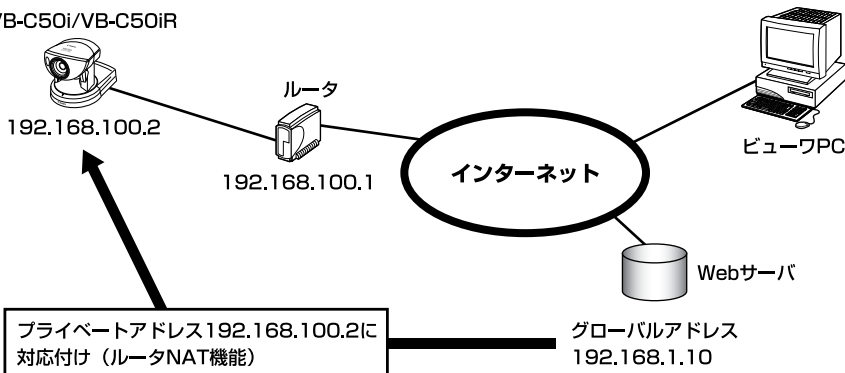 VB-C50i/VB-C50iR
192.168.100.2
ルータ
192.168.100.1
インターネット
ビューワPC
Webサーバ
プライベートアドレス192.168.100.2に
対応付け（ルータNAT機能）
グローバルアドレス
192.168.1.10